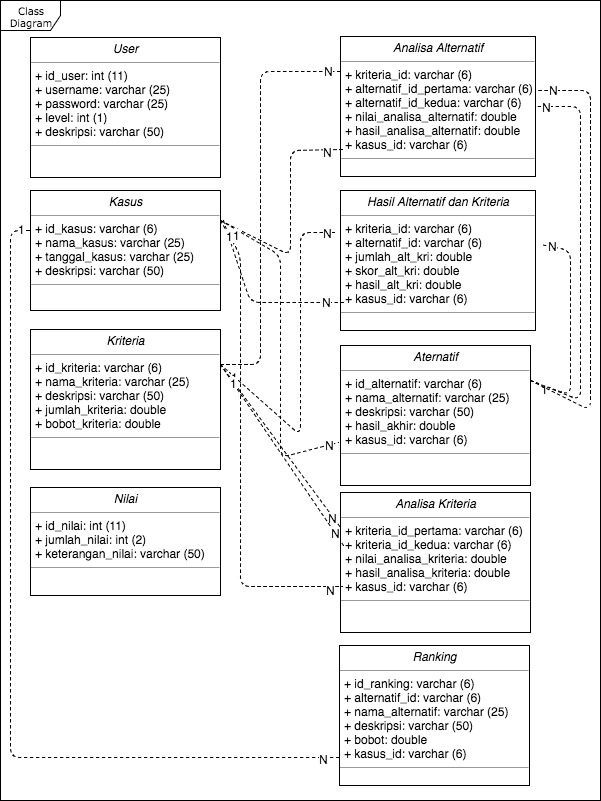 Class
Diagram
User
+ id_user: int (11)
+ username: varchar (25)
+ password: varchar (25)
+ level: int (1)
+ deskripsi: varchar (50)
Kasus
+ id_kasus: varchar (6)
+ nama_kasus: varchar (25)
+ tanggal_kasus: varchar (25)
+ deskripsi: varchar (50)
1
1
1
Kriteria
+ id_kriteria: varchar (6)
+ nama_kriteria: varchar (25)
+ deskripsi: varchar (50)
+ jumlah_kriteria: double
+ bobot_kriteria: double
1
Nilai
+ id_nilai: int (11)
+ jumlah_nilai: int (2)
+ keterangan_nilai: varchar (50)
Analisa Alternatif
+ kriteria_id: varchar (6)
+ alternatif_id_pertama: varchar (6)
+ alternatif_id_kedua: varchar (6)
+ nilai_analisa_alternatif: double
+ hasil_analisa_alternatif: double
+ kasus_id: varchar (6)
N
N
N
N
Hasil Alternatif dan Kriteria
+ kriteria_id: varchar (6)
+ alternatif_id: varchar (6)
+ jumlah_alt_kri: double
+ skor_alt_kri: double
+ hasil_alt_kri: double
+ kasus_id: varchar (6)
N
N
N
Aternatif
+ id_alternatif: varchar (6)
+ nama_alternatif: varchar (25)
+ deskripsi: varchar (50)
+ hasil_akhir: double
+ kasus_id: varchar (6)
1
N
Analisa Kriteria
+ kriteria_id_pertama: varchar (6)
+ kriteria_id_kedua: varchar (6)
+ nilai_analisa_kriteria: double
+ hasil_analisa_kriteria: double
+ kasus_id: varchar (6)
N
N
N
Ranking
+ id_ranking: varchar (6)
+ alternatif_id: varchar (6)
+ nama_alternatif: varchar (25)
+ deskripsi: varchar (50)
+ bobot: double
+ kasus_id: varchar (6)
N